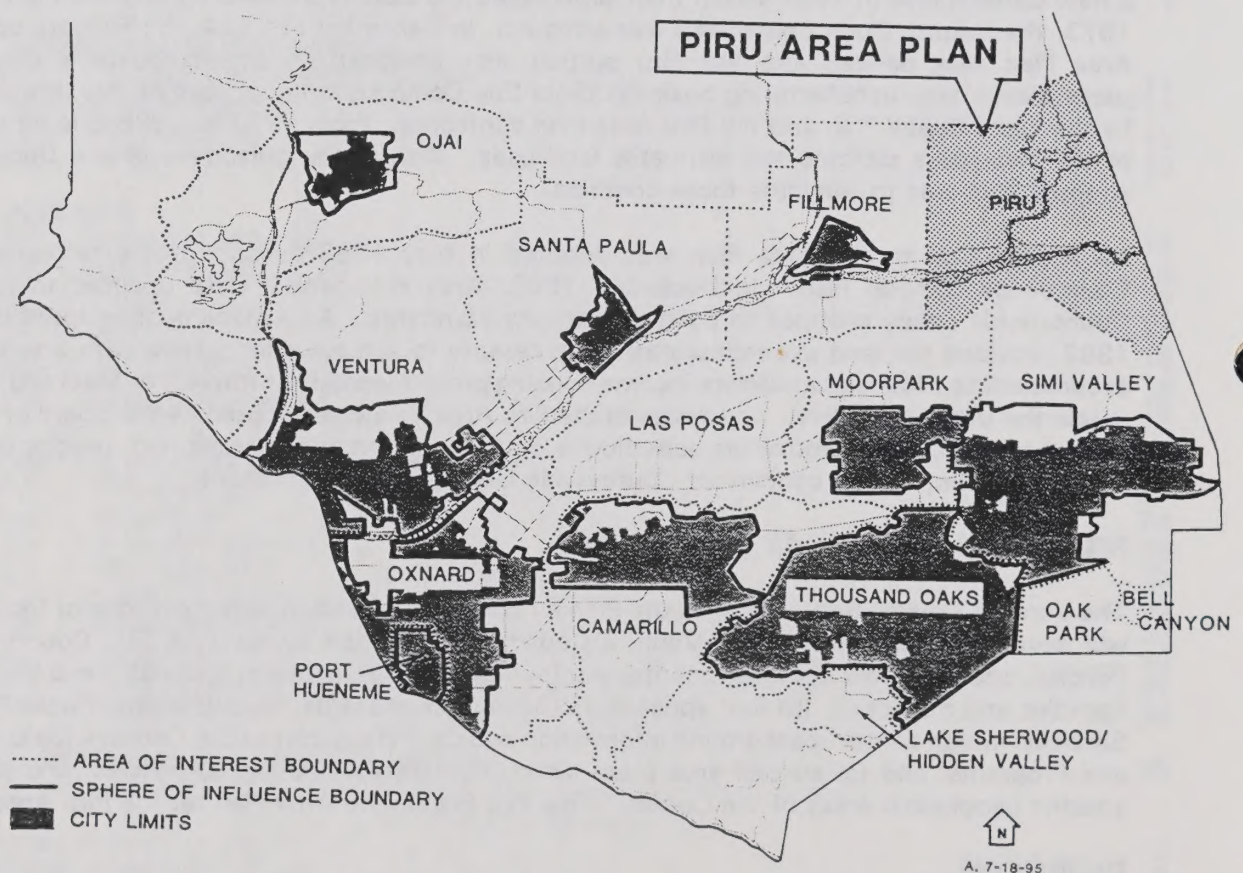 PIRU AREA PLAN
OJAI
FILLMORE
PIRU
SANTA PAULA
VENTURA
MOORPARK
SIMI VALLEY
LAS POSAS
OXNARD
THOUSAND OAKS
CAMARILLO
OAK
PARK
BELL
CANYON
PORT
HUENEME
LAKE SHERWOOD/
HIDDEN VALLEY
AREA OF INTEREST BOUNDARY
SPHERE OF INFLUENCE BOUNDARY
CITY LIMITS
N
A. 7-18-95